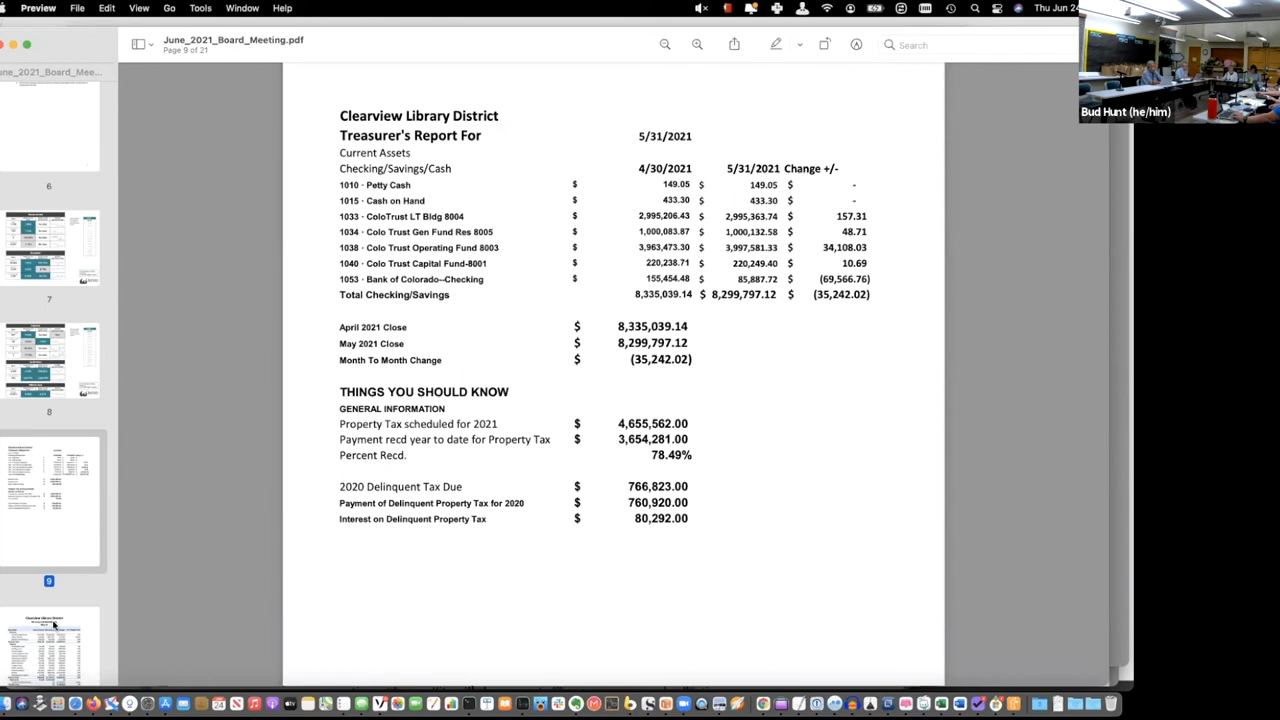 Preview File Edit View Go Tools Window Help Thu Jun 24
June_2021_Board_Meeting.pdf
Page 9 of 21
Search
une_2021_Board_Mee...
Bud Hunt (he/him)
6
7
8
9
Clearview Library District
Clearview Library District
Treasurer's Report For 5/31/2021
Current Assets
Checking/Savings/Cash 4/30/2021 5/31/2021 Change +/-
1010 · Petty Cash $ 149.05 $ 149.05 $ -
1015 · Cash on Hand $ 433.30 $ 433.30 $ -
1033 · ColoTrust LT Bldg 8004 2,995,206.43 $ 2,995,363.74 $ 157.31
1034 · Colo Trust Gen Fund Res 8005 $ 1,000,083.87 $ 1,000,132.58 $ 48.71
1038 · Colo Trust Operating Fund 8003 $ 3,963,473.30 $ 3,997,581.33 $ 34,108.03
1040 · Colo Trust Capital Fund-8001 $ 220,238.71 $ 220,249.40 $ 10.69
1053 · Bank of Colorado--Checking $ 155,454.48 $ 85,887.72 $ (69,566.76)
Total Checking/Savings 8,335,039.14 $ 8,299,797.12 $ (35,242.02)
April 2021 Close $ 8,335,039.14
May 2021 Close $ 8,299,797.12
Month To Month Change $ (35,242.02)
THINGS YOU SHOULD KNOW
GENERAL INFORMATION
Property Tax scheduled for 2021 $ 4,655,562.00
Payment recd year to date for Property Tax $ 3,654,281.00
Percent Recd. 78.49%
2020 Delinquent Tax Due $ 766,823.00
Payment of Delinquent Property Tax for 2020 $ 760,920.00
Interest on Delinquent Property Tax $ 80,292.00